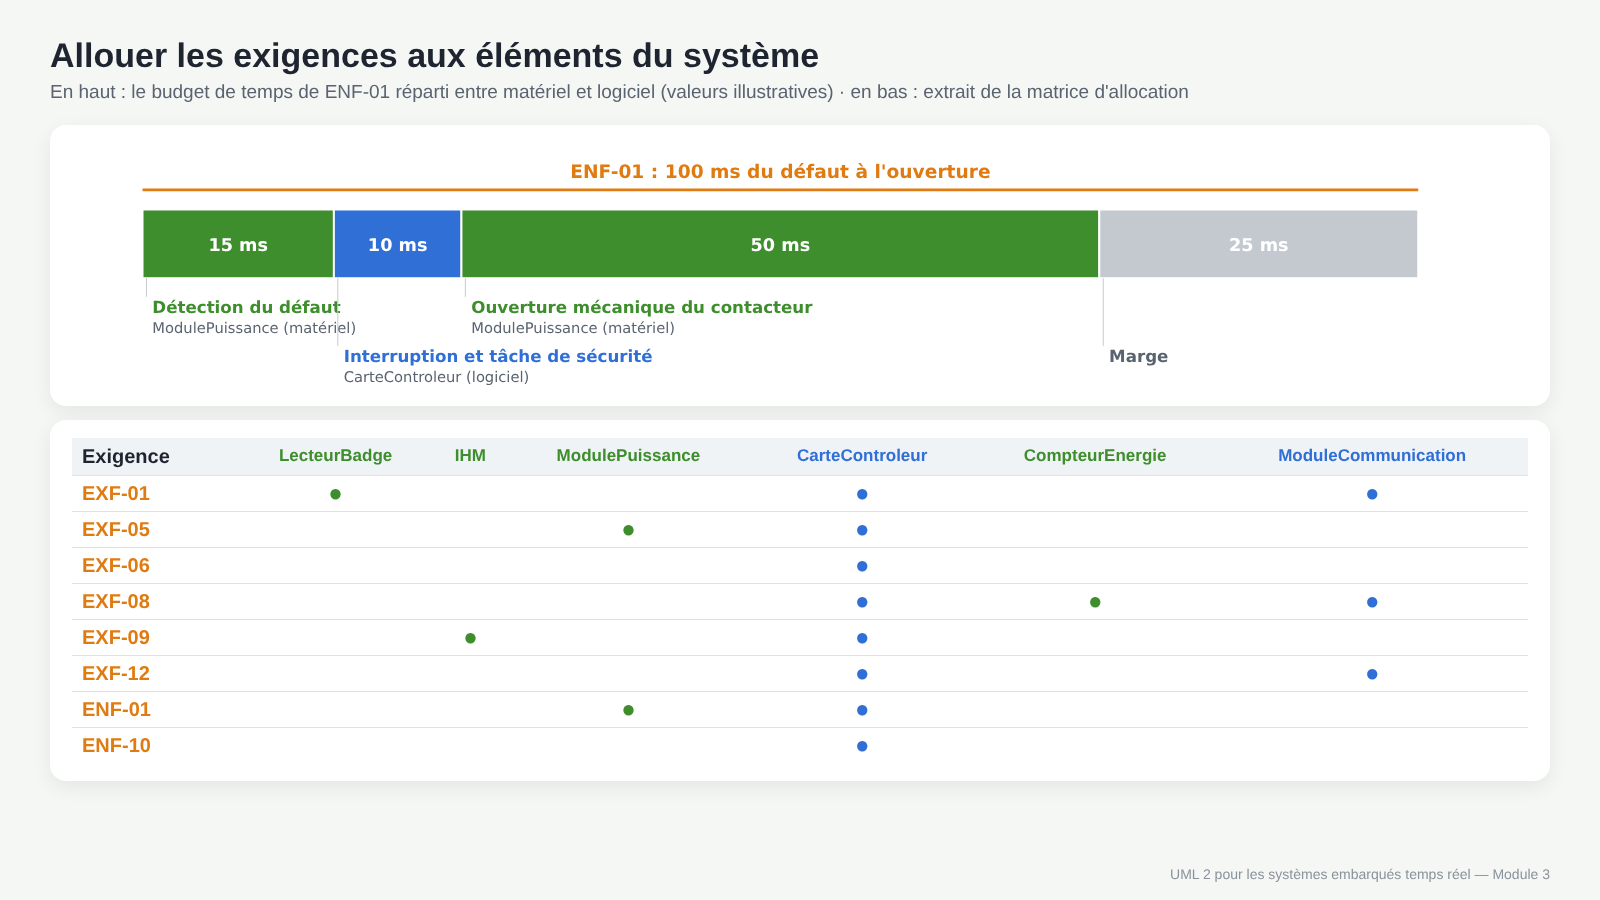 Allouer les exigences aux éléments du système
En haut : le budget de temps de ENF-01 réparti entre matériel et logiciel (valeurs illustratives) · en bas : extrait de la matrice d'allocation
ENF-01 : 100 ms du défaut à l'ouverture
15 ms 10 ms 50 ms 25 ms
Détection du défaut
ModulePuissance (matériel)
Ouverture mécanique du contacteur
ModulePuissance (matériel)
Interruption et tâche de sécurité
CarteControleur (logiciel)
Marge
Exigence LecteurBadge IHM ModulePuissance CarteControleur CompteurEnergie ModuleCommunication
EXF-01 ● ● ●
EXF-05 ● ●
EXF-06 ●
EXF-08 ● ● ●
EXF-09 ● ●
EXF-12 ● ●
ENF-01 ● ●
ENF-10 ●
UML 2 pour les systèmes embarqués temps réel — Module 3